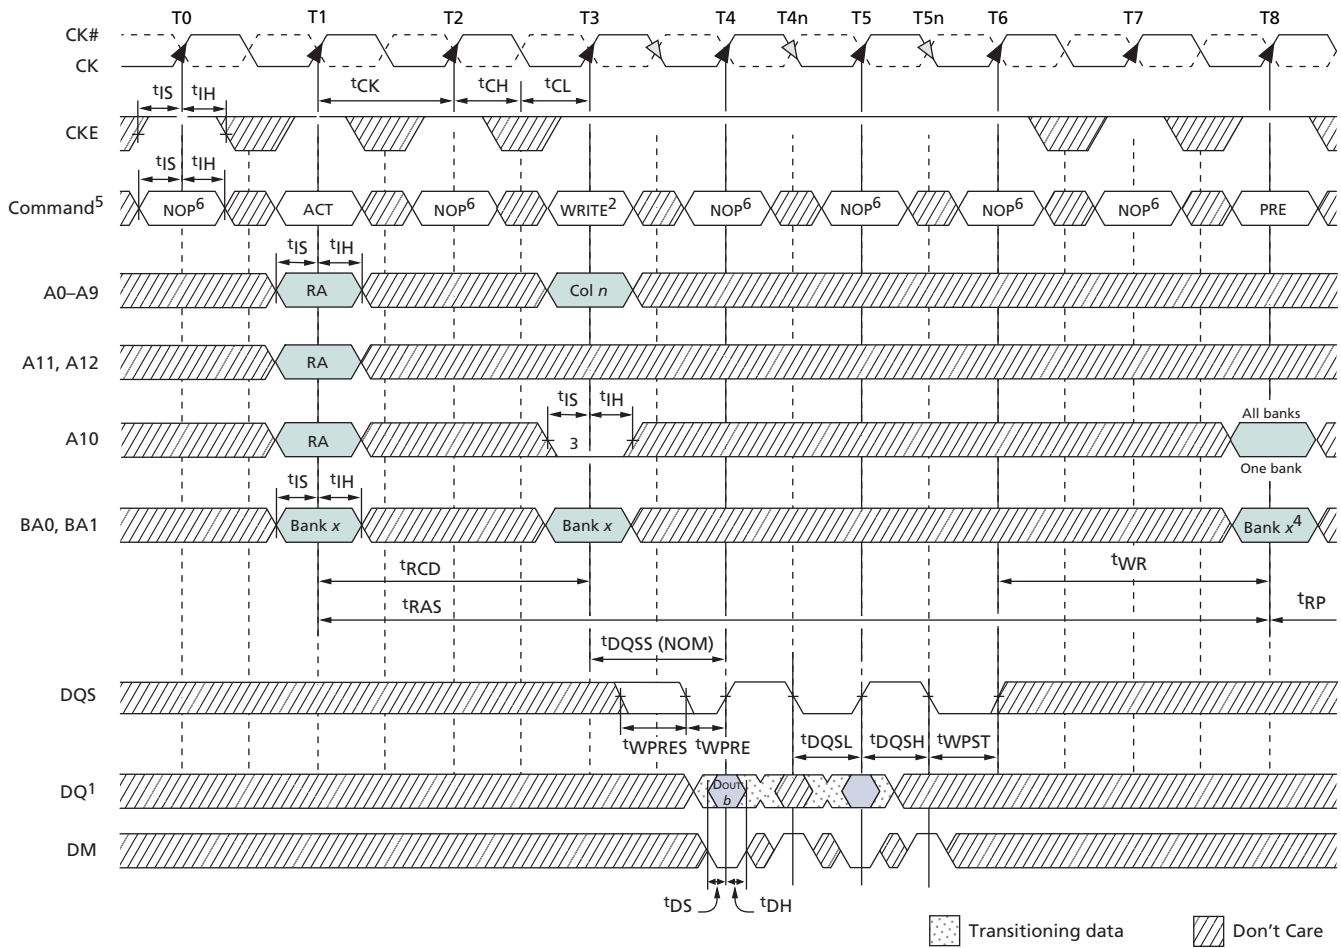 T0 T1 T2 T3 T4 T4n T5 T5n T6 T7 T8
CK#
CK
tIS tIH tCK tCH tCL
CKE
tIS tIH
Command5 NOP6 ACT NOP6 WRITE2 NOP6 NOP6 NOP6 NOP6 PRE
tIS tIH
A0–A9 RA Col n
A11, A12 RA
tIS tIH All banks
A10 RA 3
One bank
tIS tIH
BA0, BA1 Bank x Bank x Bank x4
tRCD tWR
tRAS tRP
tDQSS (NOM)
DQS
tWPRES tWPRE tDQSL tDQSH tWPST
DQ1 DOUT
b
DM
tDS tDH
Transitioning data Don't Care